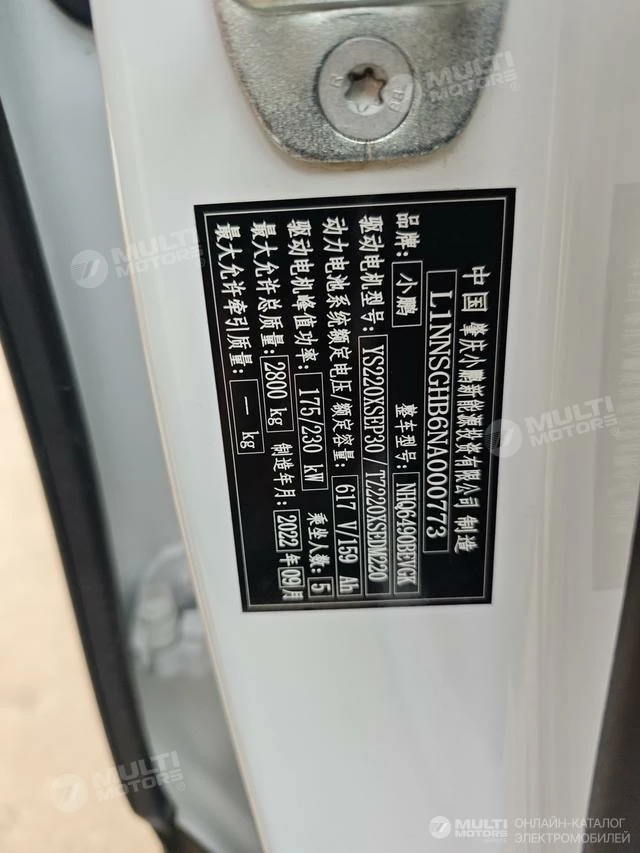 中国 肇庆小鹏新能源投资有限公司 制造
L1NNSGHB6NA000773
品牌: 小鹏 整车型号: NHQ6490BEVGK
驱动电机型号: YS220XSEP30 / TZ220XSEDM220
动力电池系统额定电压/额定容量: 617 V/159 Ah
驱动电机峰值功率: 175/230 kW 乘坐人数: 5
最大允许总质量: 2800 kg 制造年月: 2022 年 09 月
最大允许牵引质量: — kg
MULTI MOTORS
MULTI MOTORS
MULTI MOTORS
MULTI MOTORS
MULTI MOTORS ОНЛАЙН-КАТАЛОГ
ЭЛЕКТРОМОБИЛЕЙ